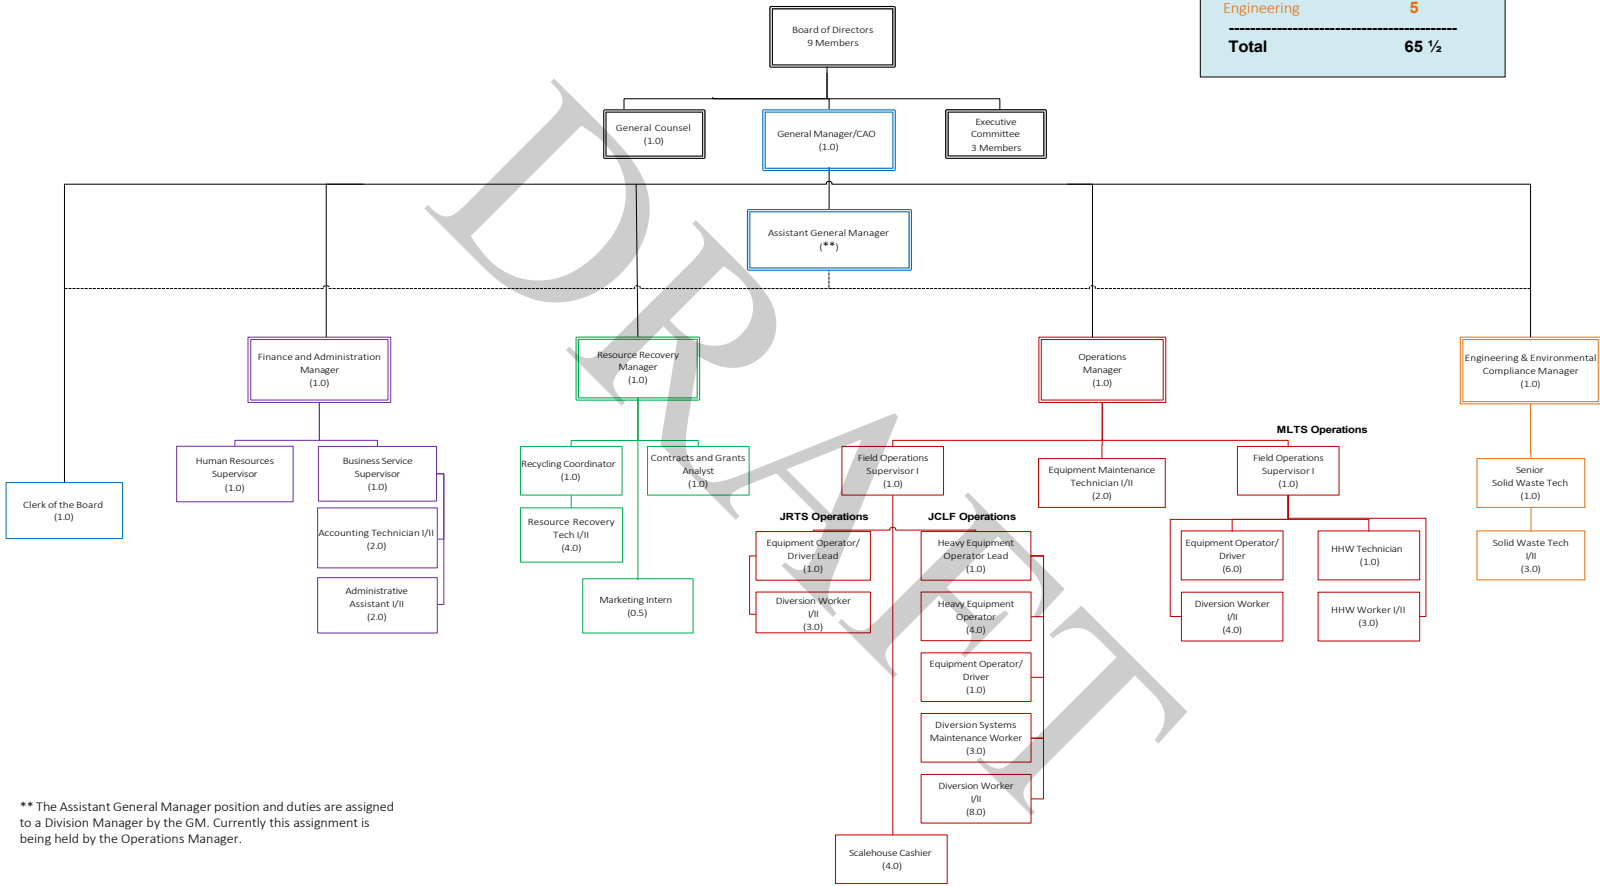 Engineering 5
Total 65 ½
Board of Directors
9 Members
General Counsel
(1.0)
General Manager/CAO
(1.0)
Executive
Committee
3 Members
Assistant General Manager
(**)
Finance and Administration
Manager
(1.0)
Resource Recovery
Manager
(1.0)
Operations
Manager
(1.0)
Engineering & Environmental
Compliance Manager
(1.0)
MLTS Operations
Human Resources
Supervisor
(1.0)
Business Service
Supervisor
(1.0)
Recycling Coordinator
(1.0)
Contracts and Grants
Analyst
(1.0)
Field Operations
Supervisor I
(1.0)
Equipment Maintenance
Technician I/II
(2.0)
Field Operations
Supervisor I
(1.0)
Senior
Solid Waste Tech
(1.0)
Clerk of the Board
(1.0)
Accounting Technician I/II
(2.0)
Resource Recovery
Tech I/II
(4.0)
JRTS Operations
JCLF Operations
Equipment Operator/
Driver Lead
(1.0)
Heavy Equipment
Operator Lead
(1.0)
Equipment Operator/
Driver
(6.0)
HHW Technician
(1.0)
Solid Waste Tech
I/II
(3.0)
Administrative
Assistant I/II
(2.0)
Marketing Intern
(0.5)
Diversion Worker
I/II
(3.0)
Heavy Equipment
Operator
(4.0)
Diversion Worker
I/II
(4.0)
HHW Worker I/II
(3.0)
Equipment Operator/
Driver
(1.0)
Diversion Systems
Maintenance Worker
(3.0)
Diversion Worker
I/II
(8.0)
Scalehouse Cashier
(4.0)
** The Assistant General Manager position and duties are assigned
to a Division Manager by the GM. Currently this assignment is
being held by the Operations Manager.
DRAFT